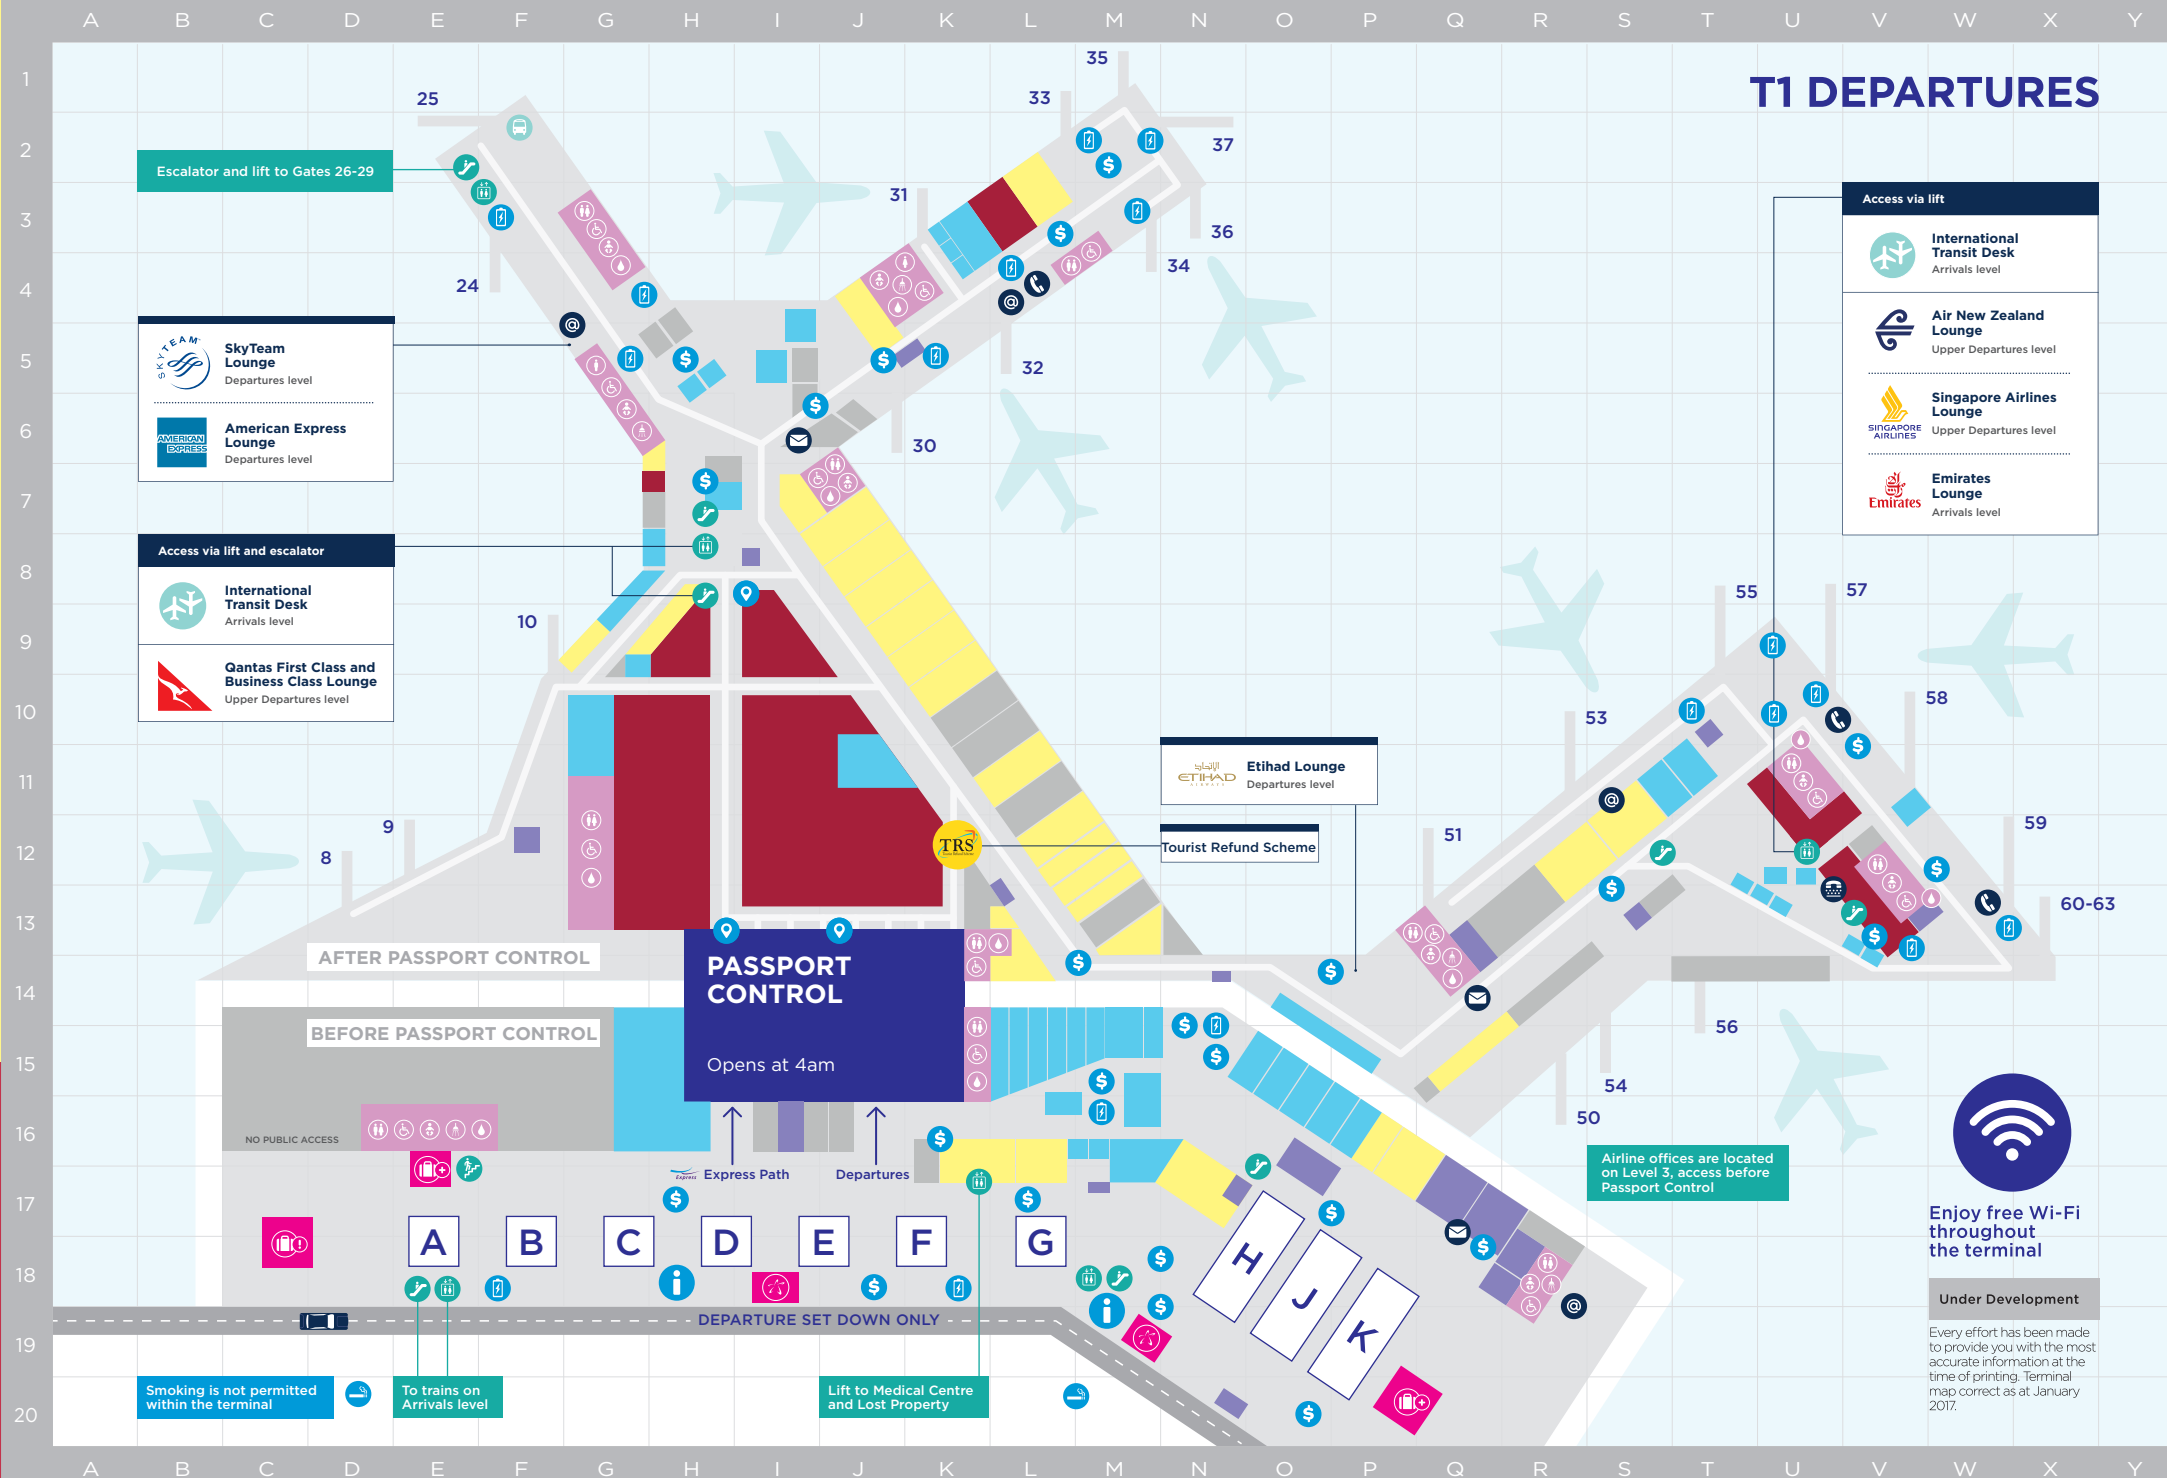 A B C D E F G H I J K L M N O P Q R S T U V W X Y
T1 DEPARTURES
1
2
3
4
5
6
7
8
9
10
11
12
13
14
15
16
17
18
19
20
35
33
25
37
31
36
34
24
32
30
Escalator and lift to Gates 26-29
SKYTEAM
SkyTeam
Lounge
Departures level
AMERICAN
EXPRESS
American Express
Lounge
Departures level
Access via lift and escalator
International
Transit Desk
Arrivals level
Qantas First Class and
Business Class Lounge
Upper Departures level
Access via lift
International
Transit Desk
Arrivals level
Air New Zealand
Lounge
Upper Departures level
SINGAPORE
AIRLINES
Singapore Airlines
Lounge
Upper Departures level
Emirates
Emirates
Lounge
Arrivals level
10
9
8
55
57
53
58
51
59
60-63
56
54
50
ETIHAD
AIRWAYS
Etihad Lounge
Departures level
TRS
Tourist Refund Scheme
AFTER PASSPORT CONTROL
BEFORE PASSPORT CONTROL
PASSPORT
CONTROL
Opens at 4am
NO PUBLIC ACCESS
Express
Express Path
Departures
A B C D E F G
H
J
K
DEPARTURE SET DOWN ONLY
Smoking is not permitted
within the terminal
To trains on
Arrivals level
Lift to Medical Centre
and Lost Property
Airline offices are located
on Level 3, access before
Passport Control
Enjoy free Wi-Fi
throughout
the terminal
Under Development
Every effort has been made
to provide you with the most
accurate information at the
time of printing. Terminal
map correct as at January
2017.
A B C D E F G H I J K L M N O P Q R S T U V W X Y